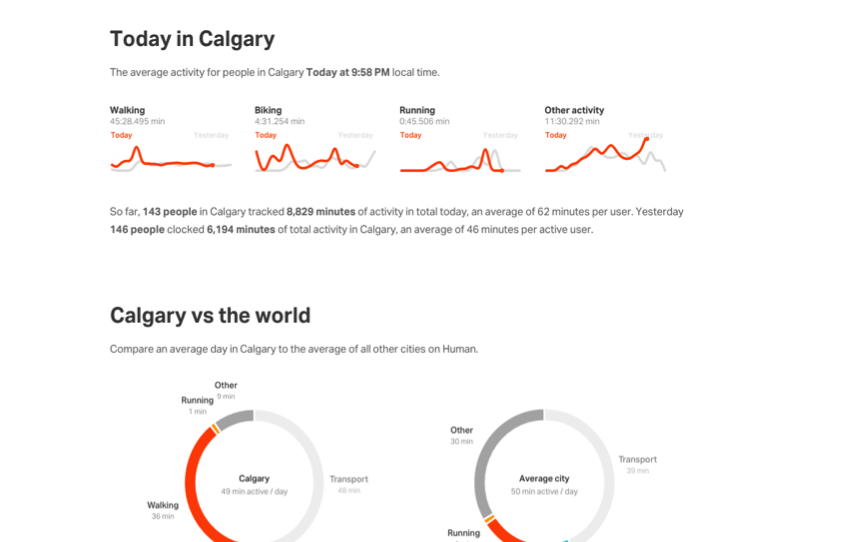 Today in Calgary
The average activity for people in Calgary Today at 9:58 PM local time.
Walking
45:28.495 min
Today Yesterday
Biking
4:31.254 min
Today Yesterday
Running
0:45.506 min
Today Yesterday
Other activity
11:30.292 min
Today Yesterday
So far, 143 people in Calgary tracked 8,829 minutes of activity in total today, an average of 62 minutes per user. Yesterday
146 people clocked 6,194 minutes of total activity in Calgary, an average of 46 minutes per active user.
Calgary vs the world
Compare an average day in Calgary to the average of all other cities on Human.
Other
9 min
Running
1 min
Calgary
49 min active / day
Transport
48 min
Walking
36 min
Other
30 min
Transport
39 min
Average city
50 min active / day
Running